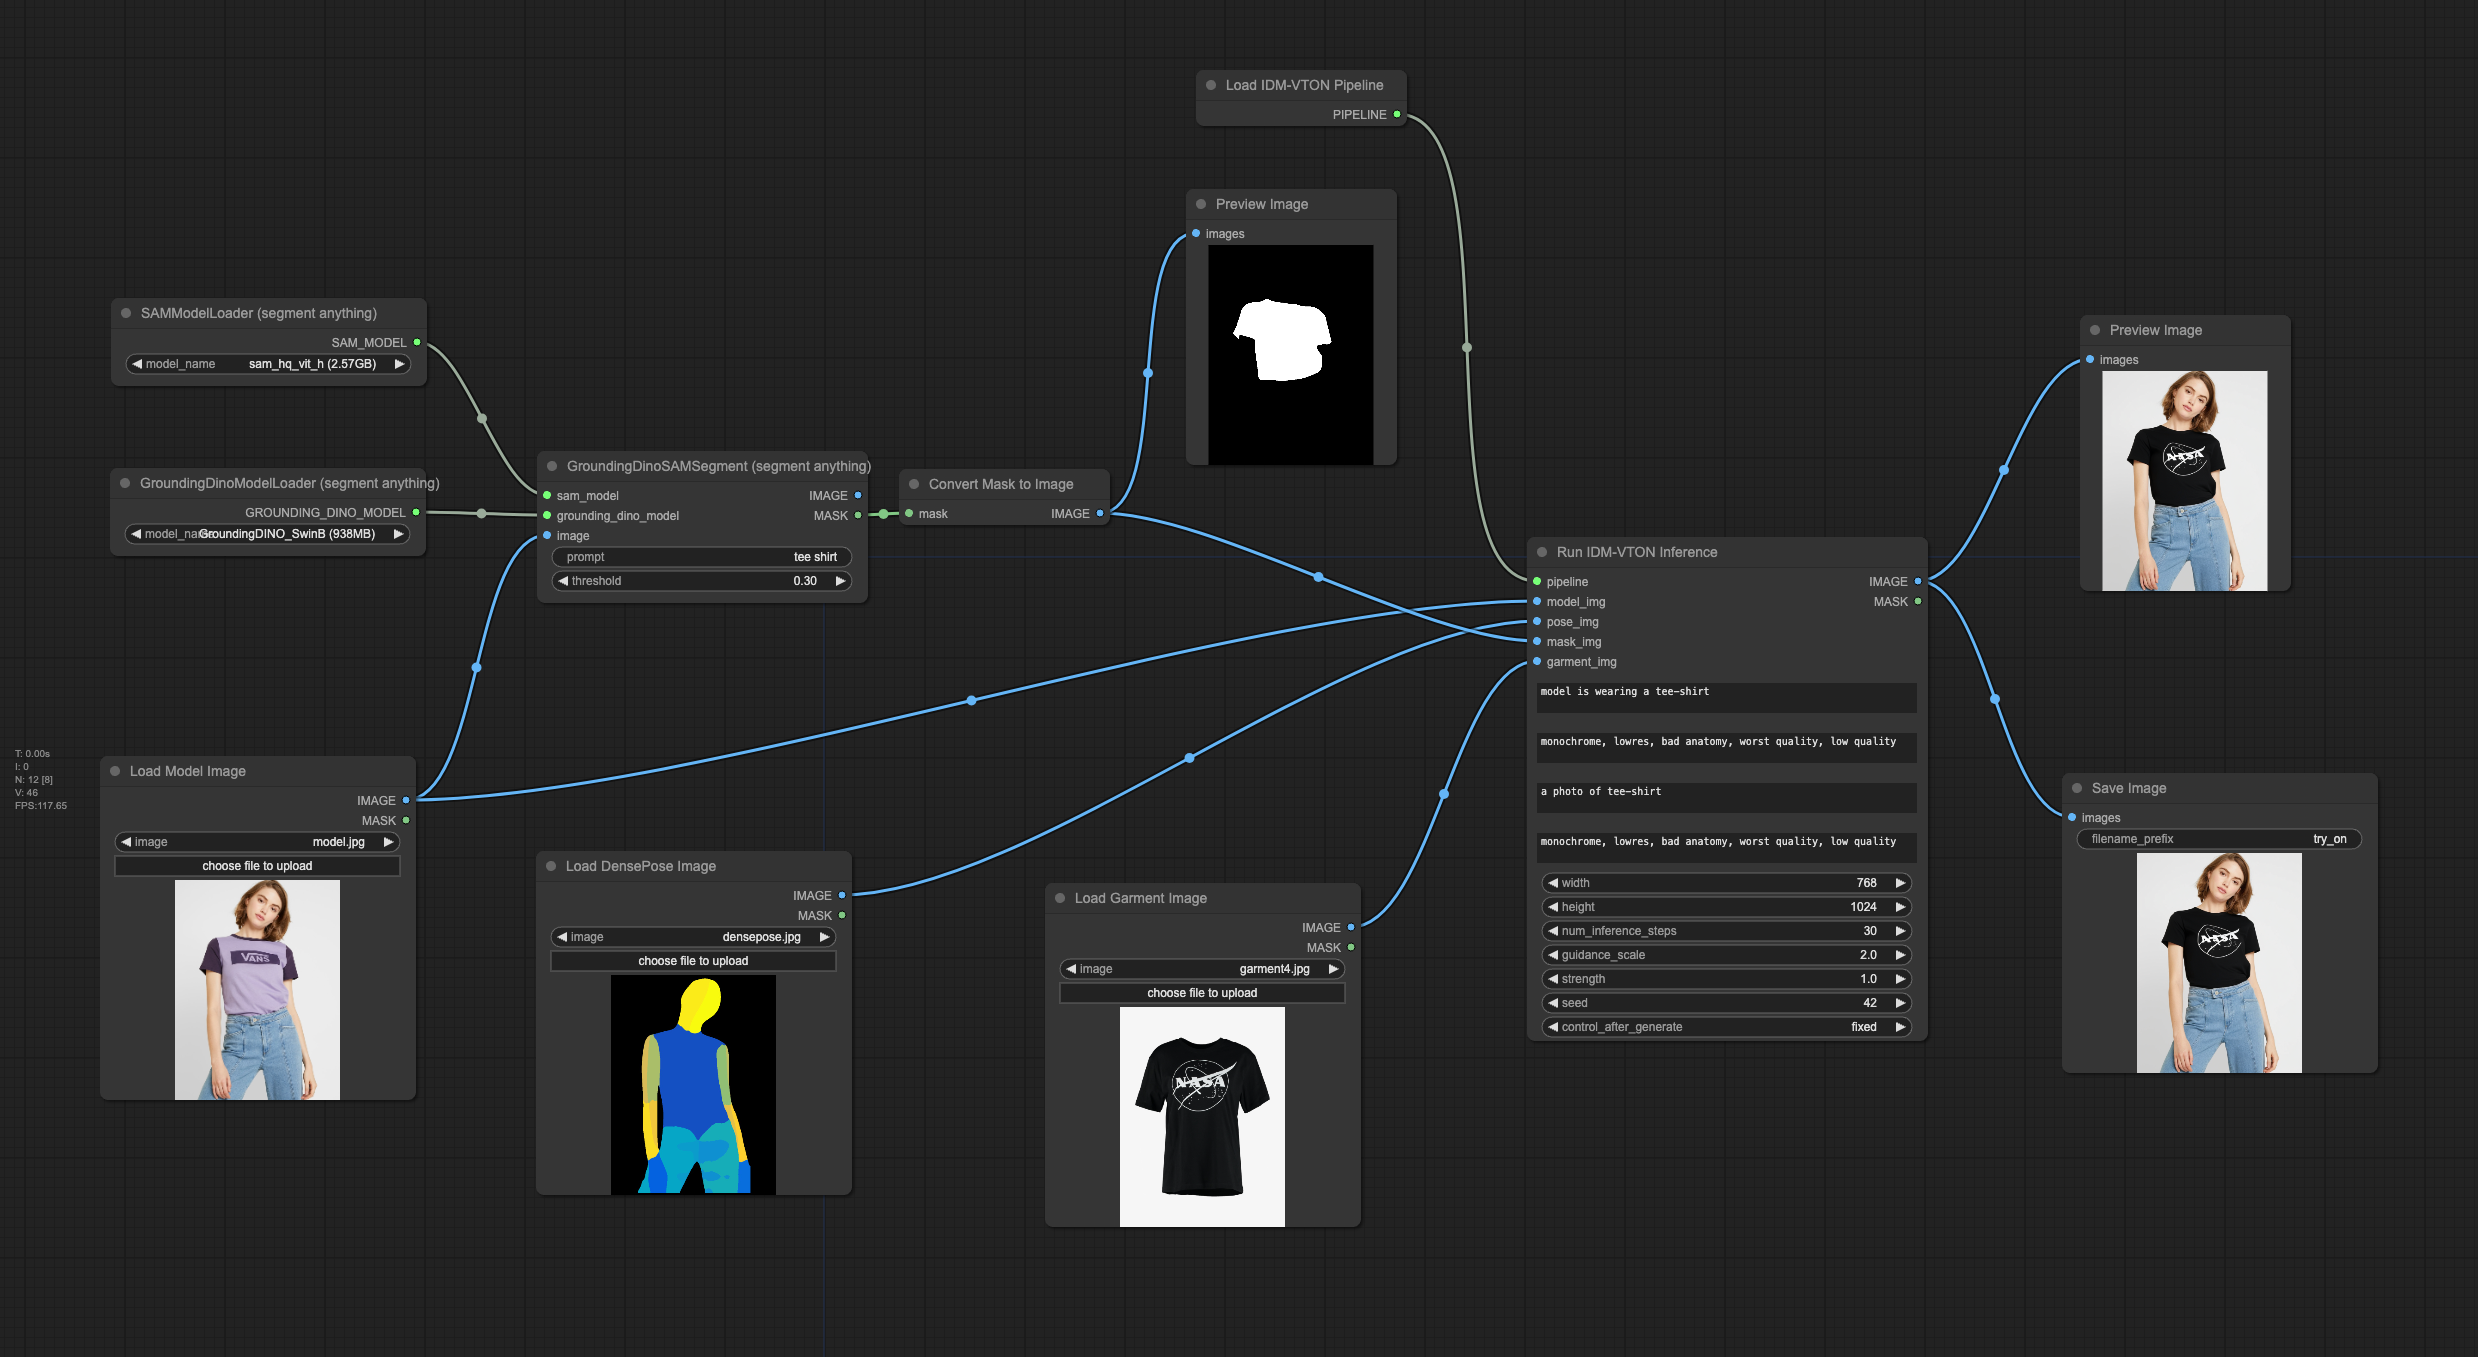 Load IDM-VTON Pipeline
PIPELINE
Preview Image
images
SAMModelLoader (segment anything)
SAM_MODEL
model_name sam_hq_vit_h (2.57GB)
GroundingDinoModelLoader (segment anything)
GROUNDING_DINO_MODEL
model_name GroundingDINO_SwinB (938MB)
GroundingDinoSAMSegment (segment anything)
sam_model IMAGE
grounding_dino_model MASK
image
prompt tee shirt
threshold 0.30
Convert Mask to Image
mask IMAGE
Run IDM-VTON Inference
pipeline IMAGE
model_img MASK
pose_img
mask_img
garment_img
model is wearing a tee-shirt
monochrome, lowres, bad anatomy, worst quality, low quality
a photo of tee-shirt
monochrome, lowres, bad anatomy, worst quality, low quality
width 768
height 1024
num_inference_steps 30
guidance_scale 2.0
strength 1.0
seed 42
control_after_generate fixed
Preview Image
images
NASA
Save Image
images
filename_prefix try_on
NASA
T: 0.00s
I: 0
N: 12 [8]
V: 46
FPS:117.65
Load Model Image
IMAGE
MASK
image model.jpg
choose file to upload
VANS
Load DensePose Image
IMAGE
MASK
image densepose.jpg
choose file to upload
Load Garment Image
IMAGE
MASK
image garment4.jpg
choose file to upload
NASA